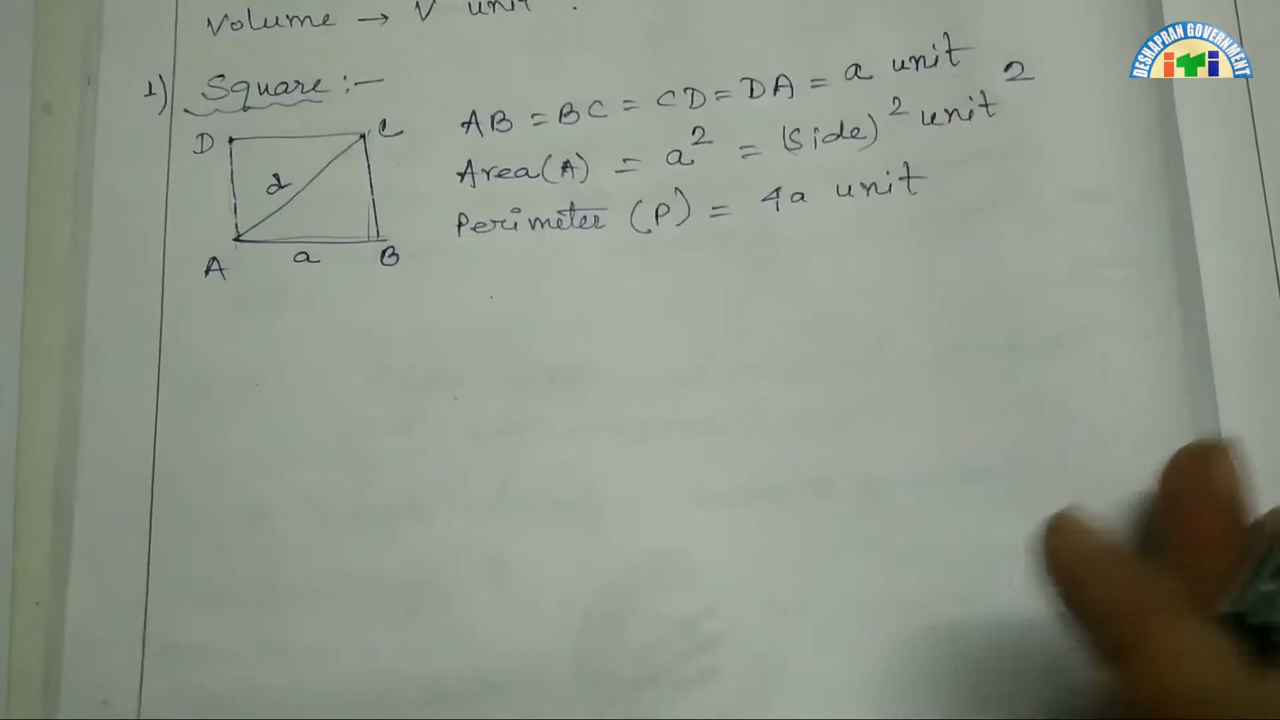 Volume → V unit
1) Square :-
AB = BC = CD = DA = a unit
Area(A) = a² = (Side)² unit²
Perimeter (P) = 4a unit
D C
d
A a B
DESHAPRAN GOVERNMENT
iTi